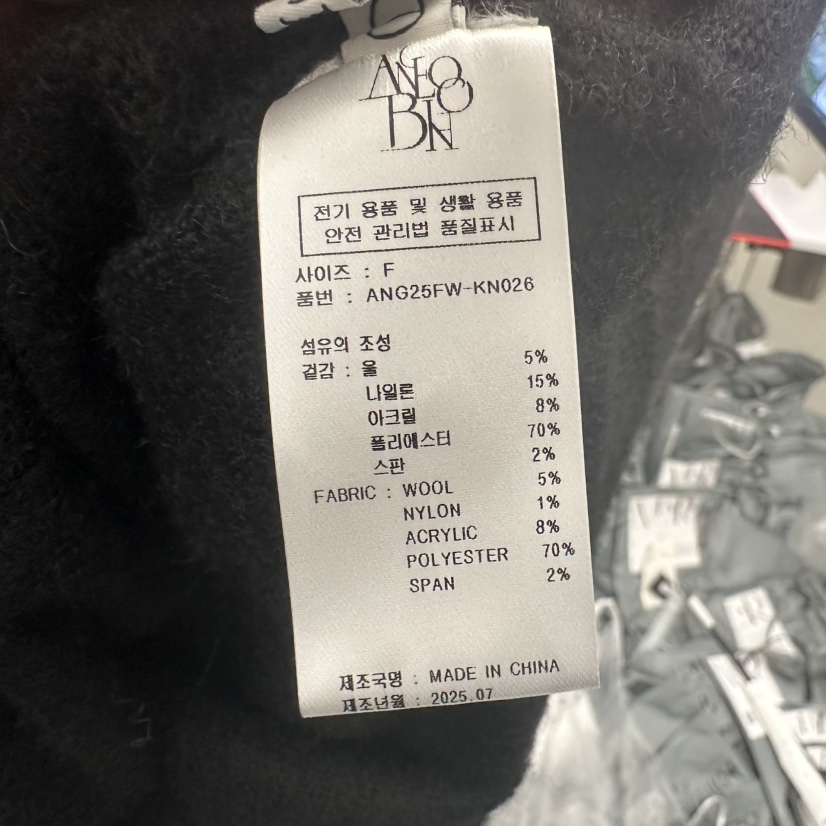 ANGLO
BIN
전기 용품 및 생활 용품
안전 관리법 품질표시
사이즈 : F
품번 : ANG25FW-KN026
섬유의 조성
겉감 : 울 5%
나일론 15%
아크릴 8%
폴리에스터 70%
스판 2%
FABRIC : WOOL 5%
NYLON 1%
ACRYLIC 8%
POLYESTER 70%
SPAN 2%
제조국명 : MADE IN CHINA
제조년월 : 2025.07